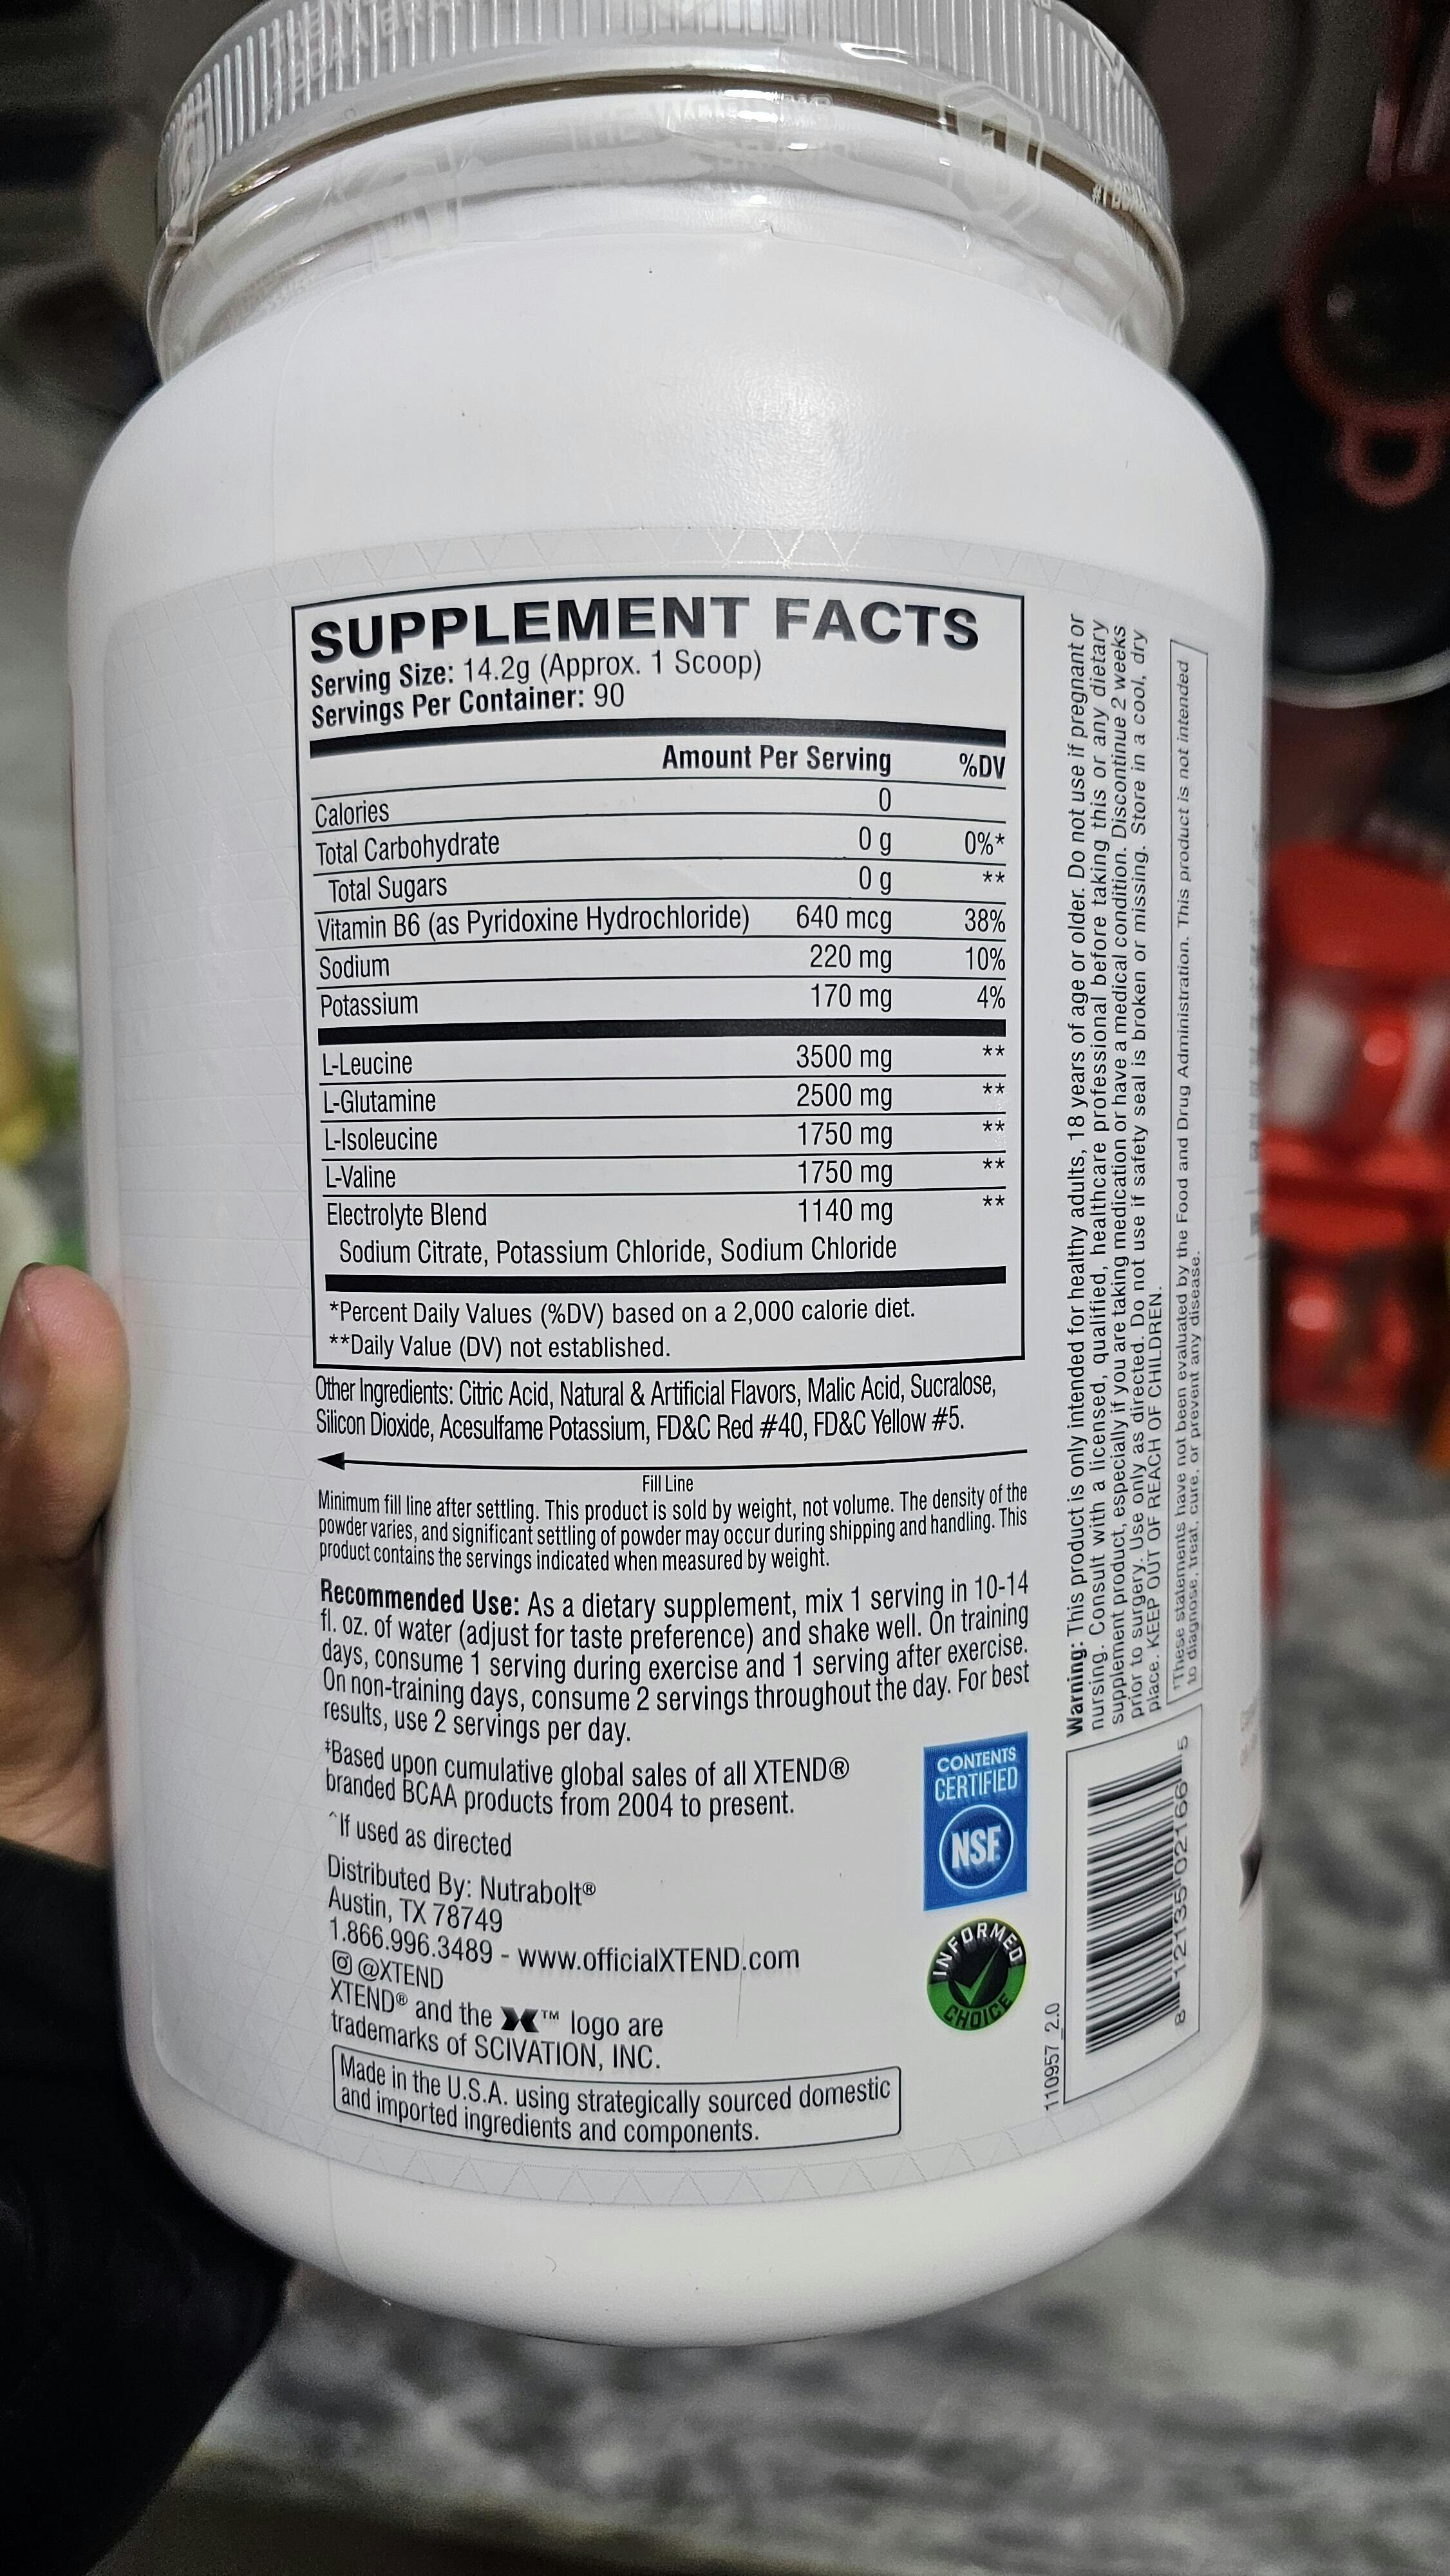 SUPPLEMENT FACTS
Serving Size: 14.2g (Approx. 1 Scoop)
Servings Per Container: 90
Amount Per Serving %DV
Calories 0
Total Carbohydrate 0 g 0%*
Total Sugars 0 g **
Vitamin B6 (as Pyridoxine Hydrochloride) 640 mcg 38%
Sodium 220 mg 10%
Potassium 170 mg 4%
L-Leucine 3500 mg **
L-Glutamine 2500 mg **
L-Isoleucine 1750 mg **
L-Valine 1750 mg **
Electrolyte Blend 1140 mg **
Sodium Citrate, Potassium Chloride, Sodium Chloride
*Percent Daily Values (%DV) based on a 2,000 calorie diet.
**Daily Value (DV) not established.
Other Ingredients: Citric Acid, Natural & Artificial Flavors, Malic Acid, Sucralose,
Silicon Dioxide, Acesulfame Potassium, FD&C Red #40, FD&C Yellow #5.
Fill Line
Minimum fill line after settling. This product is sold by weight, not volume. The density of the
powder varies, and significant settling of powder may occur during shipping and handling. This
product contains the servings indicated when measured by weight.
Recommended Use: As a dietary supplement, mix 1 serving in 10-14
fl. oz. of water (adjust for taste preference) and shake well. On training
days, consume 1 serving during exercise and 1 serving after exercise.
On non-training days, consume 2 servings throughout the day. For best
results, use 2 servings per day.
‡Based upon cumulative global sales of all XTEND®
branded BCAA products from 2004 to present.
^If used as directed
Distributed By: Nutrabolt®
Austin, TX 78749
1.866.996.3489 - www.officialXTEND.com
@XTEND
XTEND® and the ™ logo are
trademarks of SCIVATION, INC.
Made in the U.S.A. using strategically sourced domestic
and imported ingredients and components.
CONTENTS
CERTIFIED
NSF
INFORMED
CHOICE
Warning: This product is only intended for healthy adults, 18 years of age or older. Do not use if pregnant or
nursing. Consult with a licensed, qualified, healthcare professional before taking this or any dietary
supplement product, especially if you are taking medication or have a medical condition. Discontinue 2 weeks
prior to surgery. Use only as directed. Do not use if safety seal is broken or missing. Store in a cool, dry
place. KEEP OUT OF REACH OF CHILDREN.
†These statements have not been evaluated by the Food and Drug Administration. This product is not intended
to diagnose, treat, cure, or prevent any disease.
110957_2.0
8 12135 02166 5